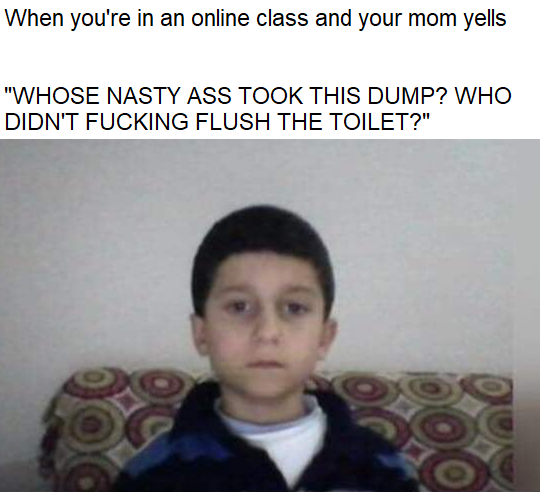 When you're in an online class and your mom yells
"WHOSE NASTY ASS TOOK THIS DUMP? WHO
DIDN'T FUCKING FLUSH THE TOILET?"